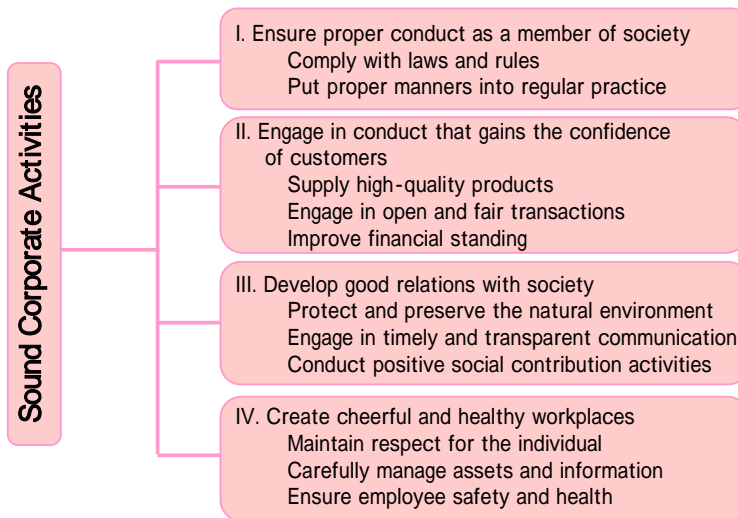 Sound Corporate Activities
I. Ensure proper conduct as a member of society
Comply with laws and rules
Put proper manners into regular practice
II. Engage in conduct that gains the confidence
of customers
Supply high-quality products
Engage in open and fair transactions
Improve financial standing
III. Develop good relations with society
Protect and preserve the natural environment
Engage in timely and transparent communication
Conduct positive social contribution activities
IV. Create cheerful and healthy workplaces
Maintain respect for the individual
Carefully manage assets and information
Ensure employee safety and health